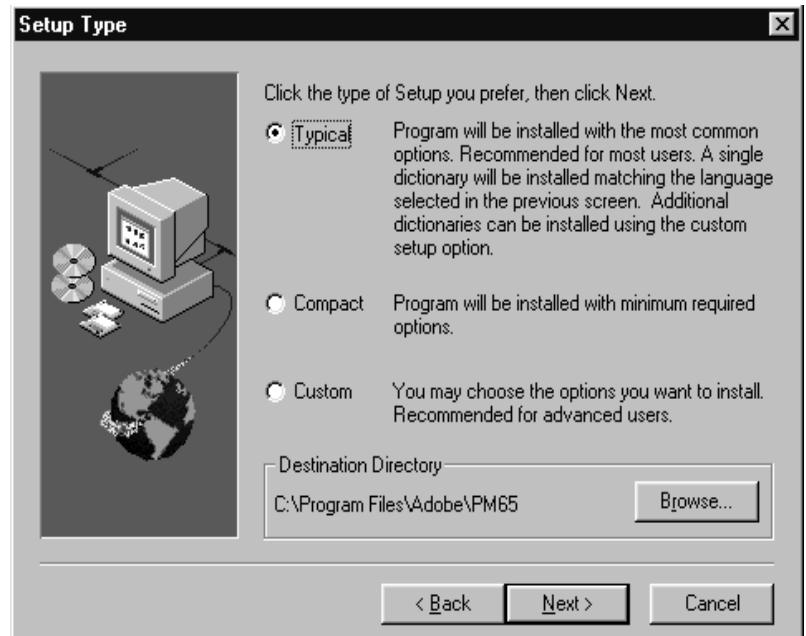 Setup Type
Click the type of Setup you prefer, then click Next.
Typical
Program will be installed with the most common
options. Recommended for most users. A single
dictionary will be installed matching the language
selected in the previous screen.  Additional
dictionaries can be installed using the custom
setup option.
Compact
Program will be installed with minimum required
options.
Custom
You may choose the options you want to install.
Recommended for advanced users.
Destination Directory
C:\Program Files\Adobe\PM65
Browse...
< Back
Next >
Cancel